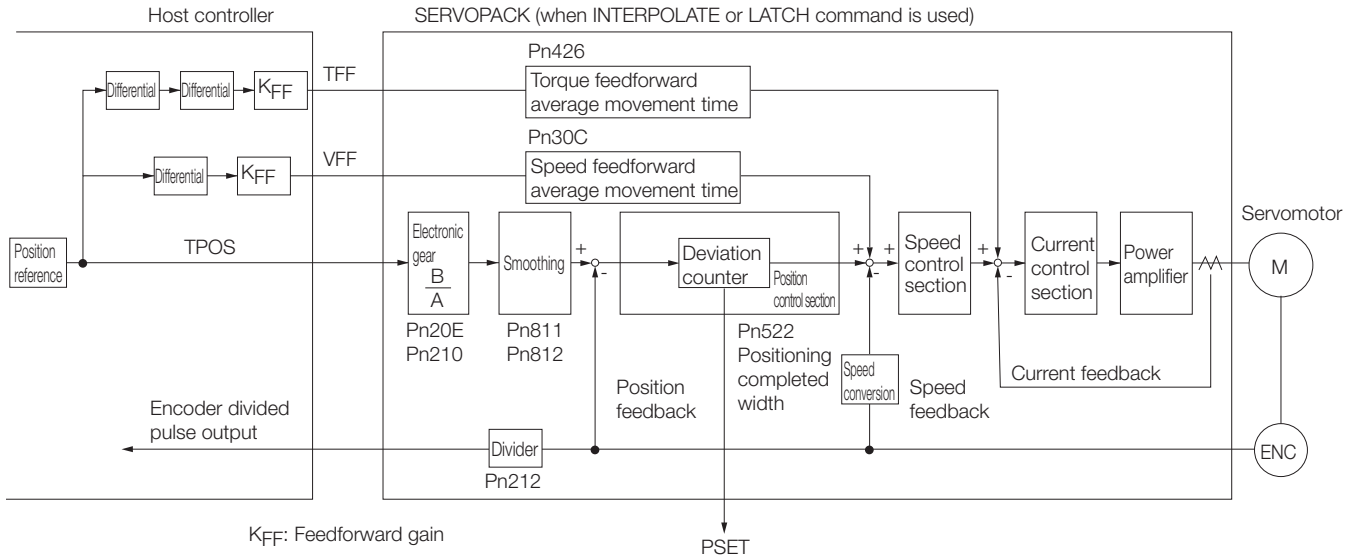 Host controller
SERVOPACK (when INTERPOLATE or LATCH command is used)
Pn426
TFF
Differential
Differential
KFF
Torque feedforward
average movement time
Pn30C
VFF
Differential
KFF
Speed feedforward
average movement time
Servomotor
Position
reference
TPOS
Electronic
gear
B
A
Smoothing
+
-
Deviation
counter
Position
control section
+
+
-
Speed
control
section
+
-
Current
control
section
Power
amplifier
M
Pn20E
Pn210
Pn811
Pn812
Pn522
Positioning
completed
width
Position
feedback
Speed
conversion
Speed
feedback
Current feedback
Encoder divided
pulse output
Divider
Pn212
ENC
KFF: Feedforward gain
PSET